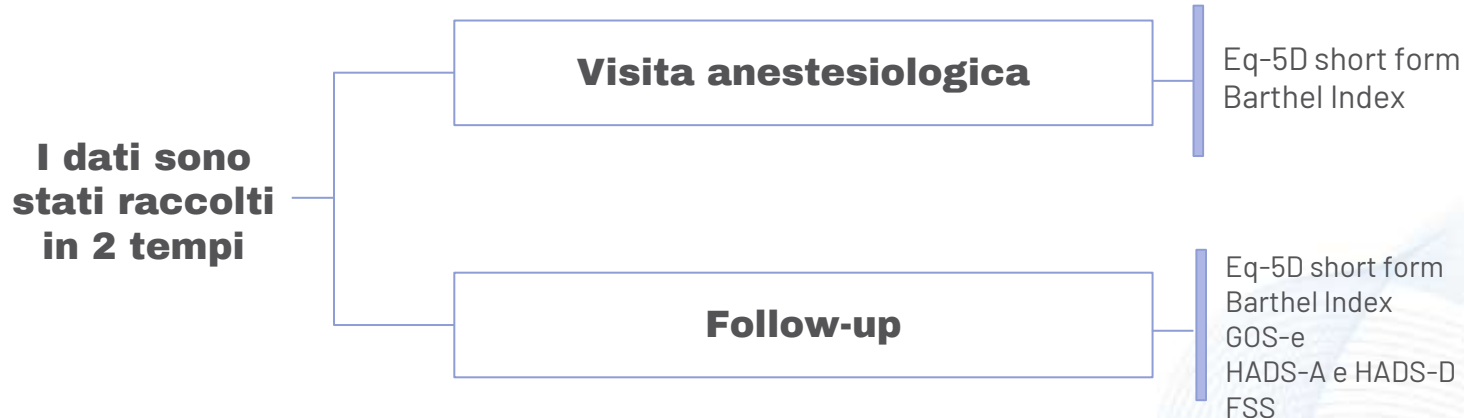 I dati sono
stati raccolti
in 2 tempi
Visita anestesiologica
Eq-5D short form
Barthel Index
Follow-up
Eq-5D short form
Barthel Index
GOS-e
HADS-A e HADS-D
FSS